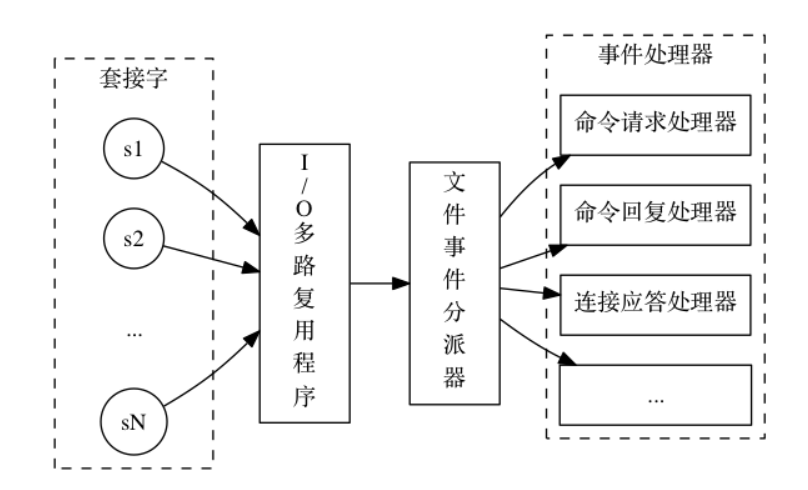 套接字
s1
s2
...
sN
I/O多路复用程序
文件事件分派器
事件处理器
命令请求处理器
命令回复处理器
连接应答处理器
...